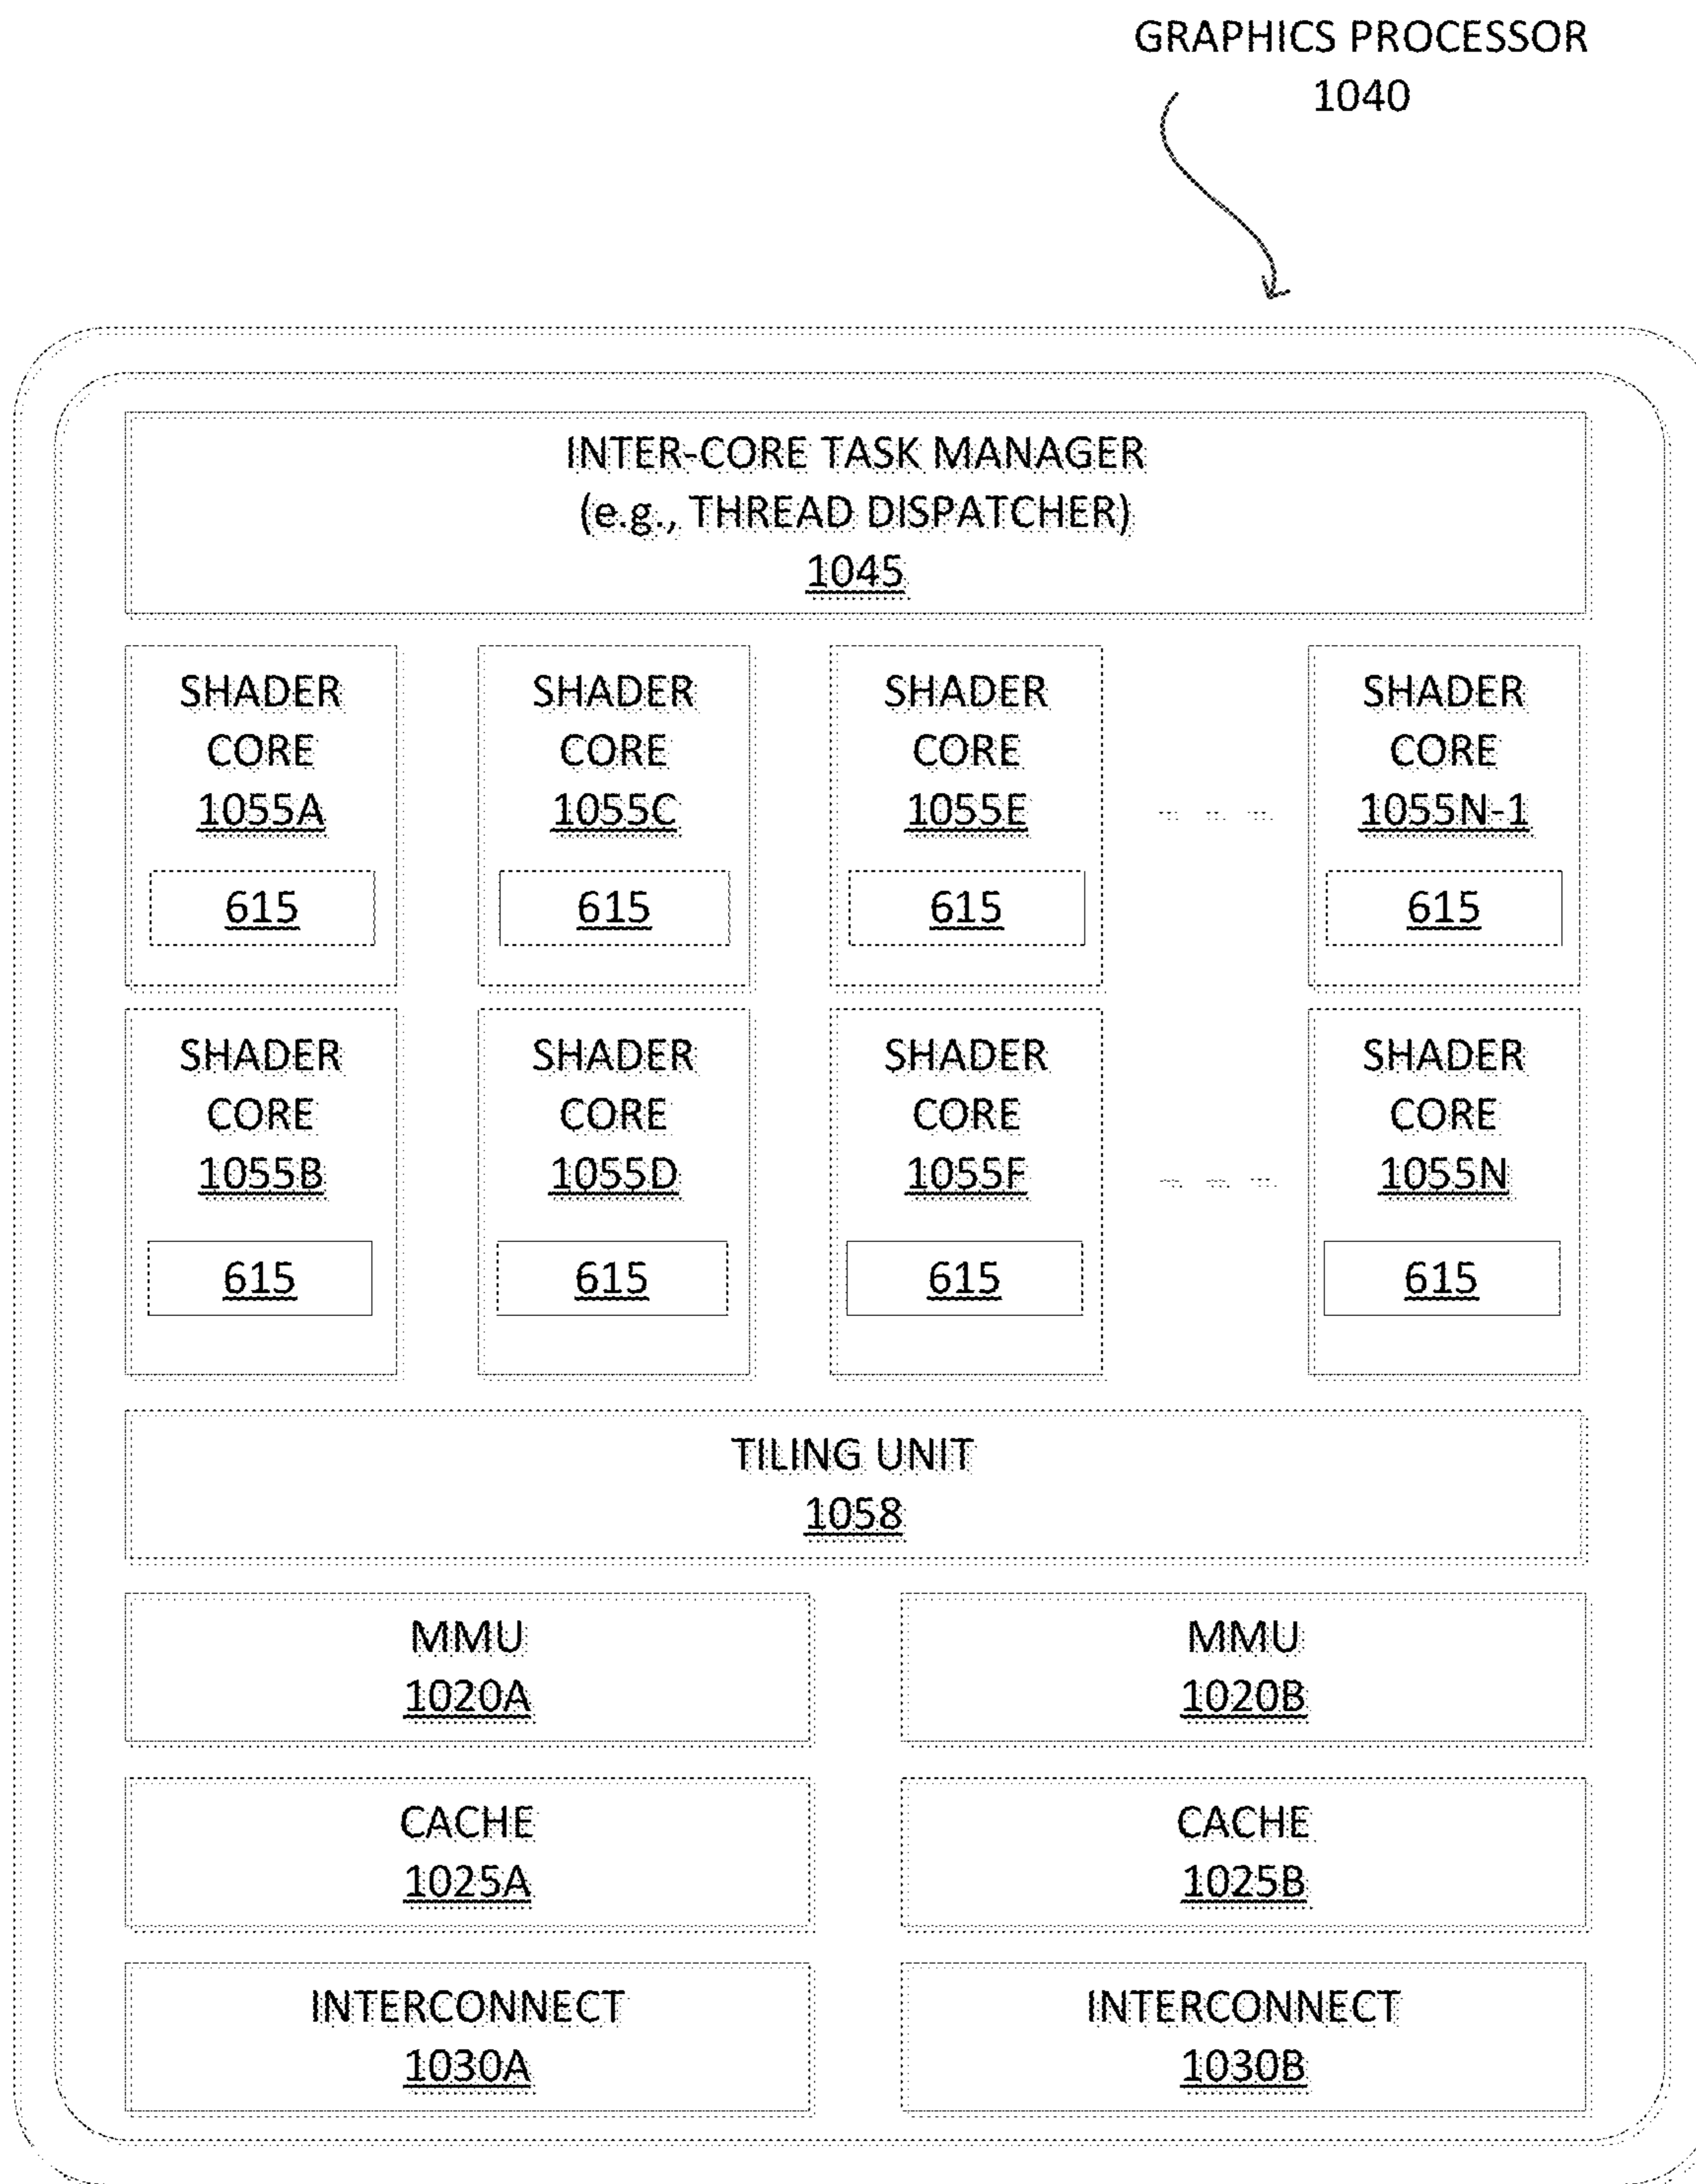 GRAPHICS PROCESSOR
1040
INTER-CORE TASK MANAGER
(e.g., THREAD DISPATCHER)
1045
SHADER
CORE
1055A
615
SHADER
CORE
1055C
615
SHADER
CORE
1055E
615
SHADER
CORE
1055N-1
615
SHADER
CORE
1055B
615
SHADER
CORE
1055D
615
SHADER
CORE
1055F
615
SHADER
CORE
1055N
615
TILING UNIT
1058
MMU
1020A
MMU
1020B
CACHE
1025A
CACHE
1025B
INTERCONNECT
1030A
INTERCONNECT
1030B